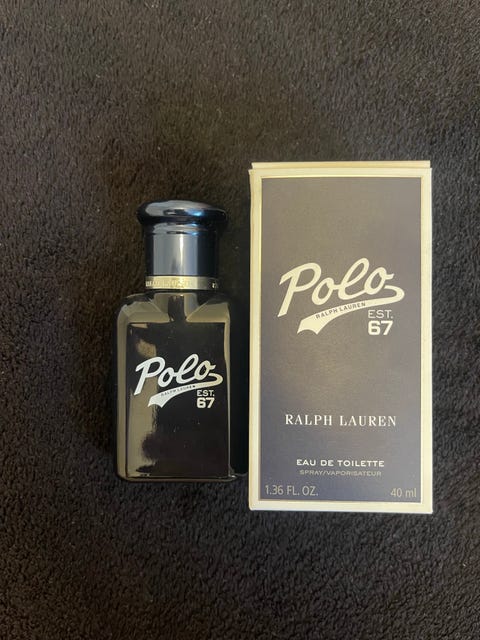 Polo
RALPH LAUREN
EST.
67
Polo
RALPH LAUREN
EST.
67
RALPH LAUREN
EAU DE TOILETTE
SPRAY/VAPORISATEUR
1.36 FL. OZ. 40 ml